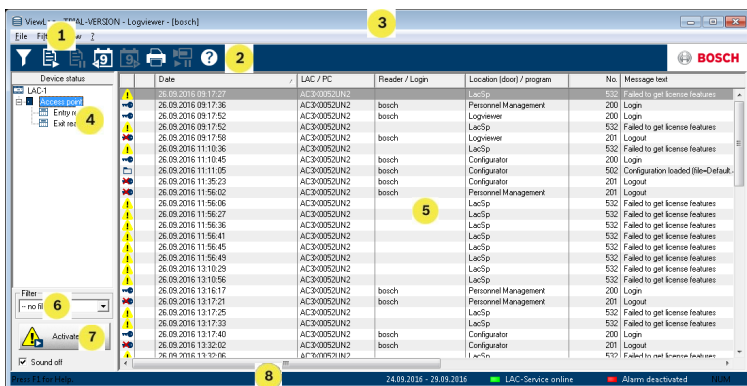 ViewLog - TRIAL-VERSION - Logviewer - [bosch]
3
File
1
?
2
BOSCH
Device status
Date LAC / PC Reader / Login Location (door) / program No. Message text
LAC-1
Access point
Entry
Exit
4
26.09.2016 09:17:27 AC3X0052UN2 LacSp 532 Failed to get license features
26.09.2016 09:17:36 AC3X0052UN2 bosch Personnel Management 200 Login
26.09.2016 09:17:52 AC3X0052UN2 bosch Logviewer 200 Login
26.09.2016 09:17:52 AC3X0052UN2 LacSp 532 Failed to get license features
26.09.2016 09:17:58 AC3X0052UN2 bosch Logviewer 201 Logout
26.09.2016 11:10:36 AC3X0052UN2 LacSp 532 Failed to get license features
26.09.2016 11:10:45 AC3X0052UN2 bosch Configurator 200 Login
26.09.2016 11:11:05 AC3X0052UN2 bosch Configurator 502 Configuration loaded (file=Default.
26.09.2016 11:35:23 AC3X0052UN2 bosch Configurator 201 Logout
26.09.2016 11:56:02 AC3X0052UN2 bosch Personnel Management 201 Logout
26.09.2016 11:56:06 AC3X0052UN2 LacSp 532 Failed to get license features
26.09.2016 11:56:27 AC3X0052UN2 LacSp 532 Failed to get license features
26.09.2016 11:56:36 AC3X0052UN2 LacSp 532 Failed to get license features
26.09.2016 11:56:41 AC3X0052UN2 LacSp 532 Failed to get license features
26.09.2016 11:56:45 AC3X0052UN2 LacSp 532 Failed to get license features
26.09.2016 11:56:49 AC3X0052UN2 LacSp 532 Failed to get license features
26.09.2016 13:10:29 AC3X0052UN2 LacSp 532 Failed to get license features
26.09.2016 13:10:56 AC3X0052UN2 LacSp 532 Failed to get license features
26.09.2016 13:16:17 AC3X0052UN2 bosch Personnel Management 200 Login
26.09.2016 13:17:21 AC3X0052UN2 bosch Personnel Management 201 Logout
26.09.2016 13:17:25 AC3X0052UN2 LacSp 532 Failed to get license features
26.09.2016 13:17:33 AC3X0052UN2 LacSp 532 Failed to get license features
26.09.2016 13:17:40 AC3X0052UN2 bosch Configurator 200 Login
26.09.2016 13:32:02 AC3X0052UN2 bosch Configurator 201 Logout
26.09.2016 13:32:06 AC3X0052UN2 LacSp 532 Failed to get license features
5
Filter
-- no fil
6
Activate
7
Sound off
8
Press F1 for Help.
24.09.2016 - 29.09.2016 LAC-Service online Alarm deactivated NUM